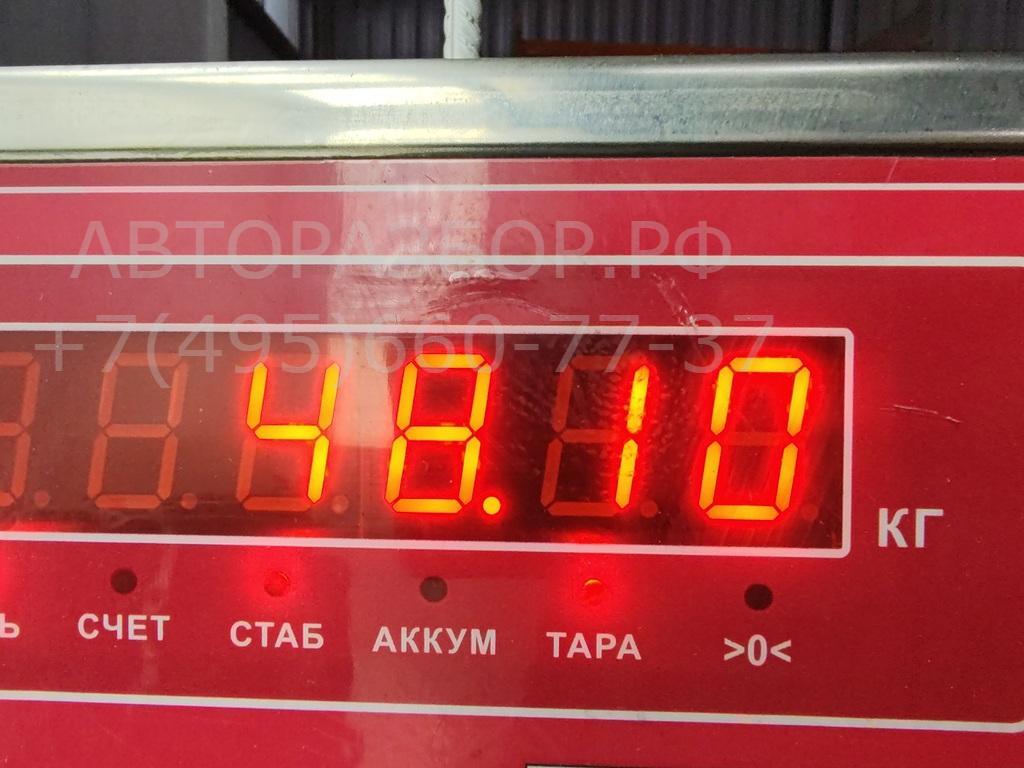 АВТОРАЗБОР.РФ
+7(495)660-77-37
48.10
КГ
Ь СЧЕТ СТАБ АККУМ ТАРА >0<